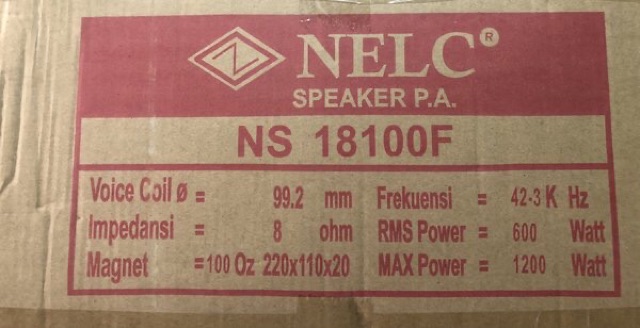 NELC®
SPEAKER P.A.
NS 18100F
Voice Coil ø = 99.2 mm Frekuensi = 42-3 K Hz
Impedansi = 8 ohm RMS Power = 600 Watt
Magnet =100 Oz 220x110x20 MAX Power = 1200 Watt